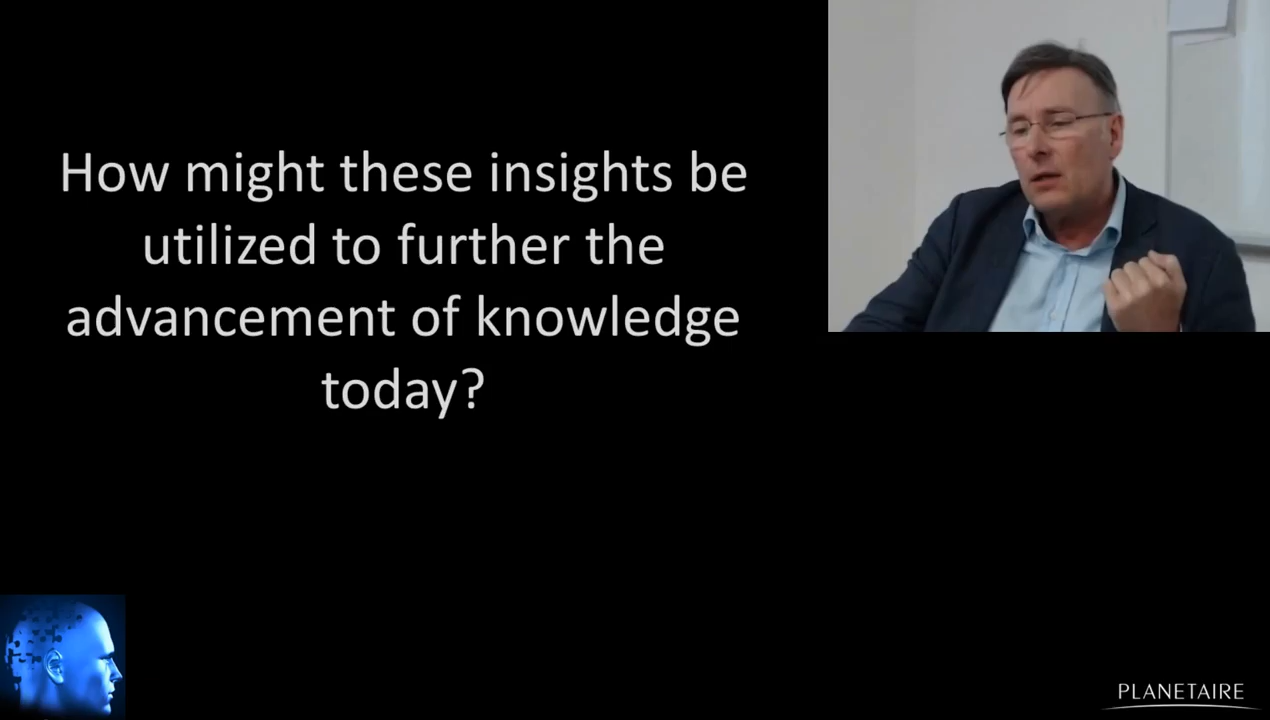 How might these insights be
utilized to further the
advancement of knowledge
today?
PLANETAIRE